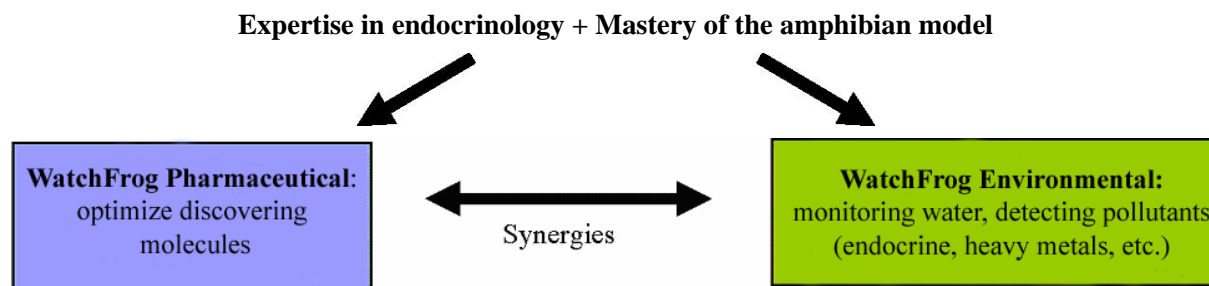 Expertise in endocrinology + Mastery of the amphibian model
WatchFrog Pharmaceutical:
optimize discovering
molecules
Synergies
WatchFrog Environmental:
monitoring water, detecting pollutants
(endocrine, heavy metals, etc.)